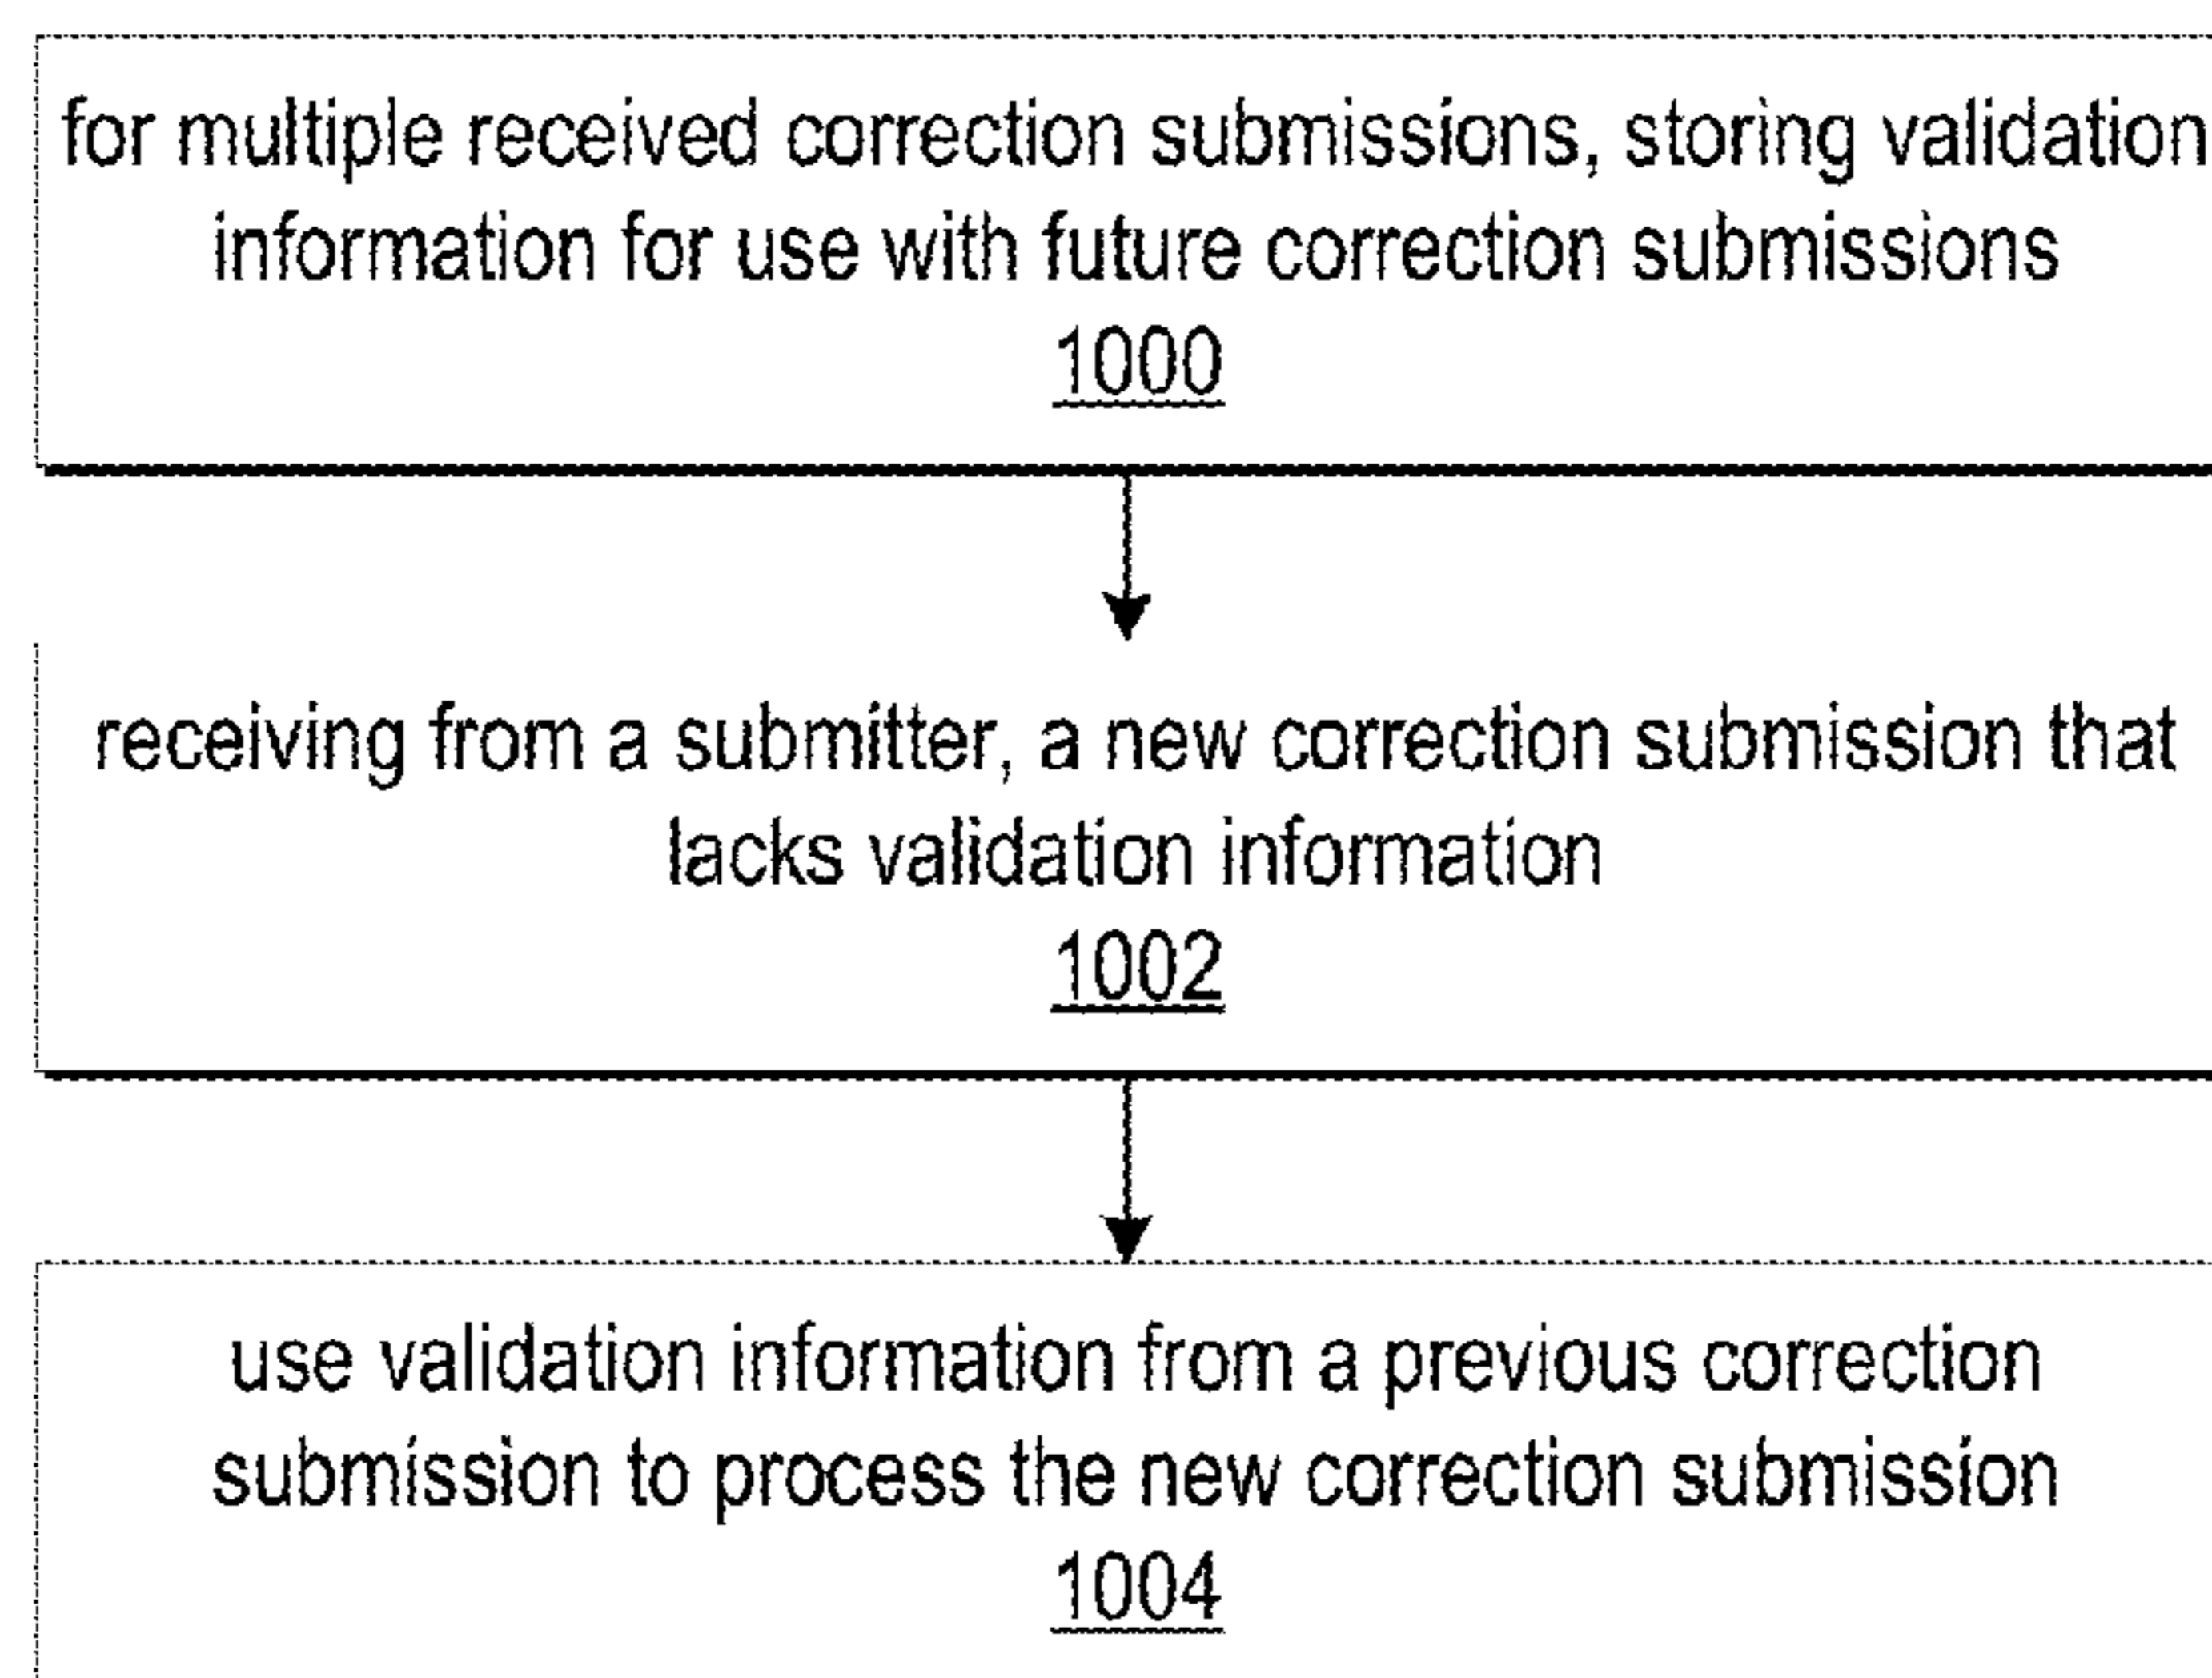 for multiple received correction submissions, storing validation
information for use with future correction submissions
1000
receiving from a submitter, a new correction submission that
lacks validation information
1002
use validation information from a previous correction
submission to process the new correction submission
1004